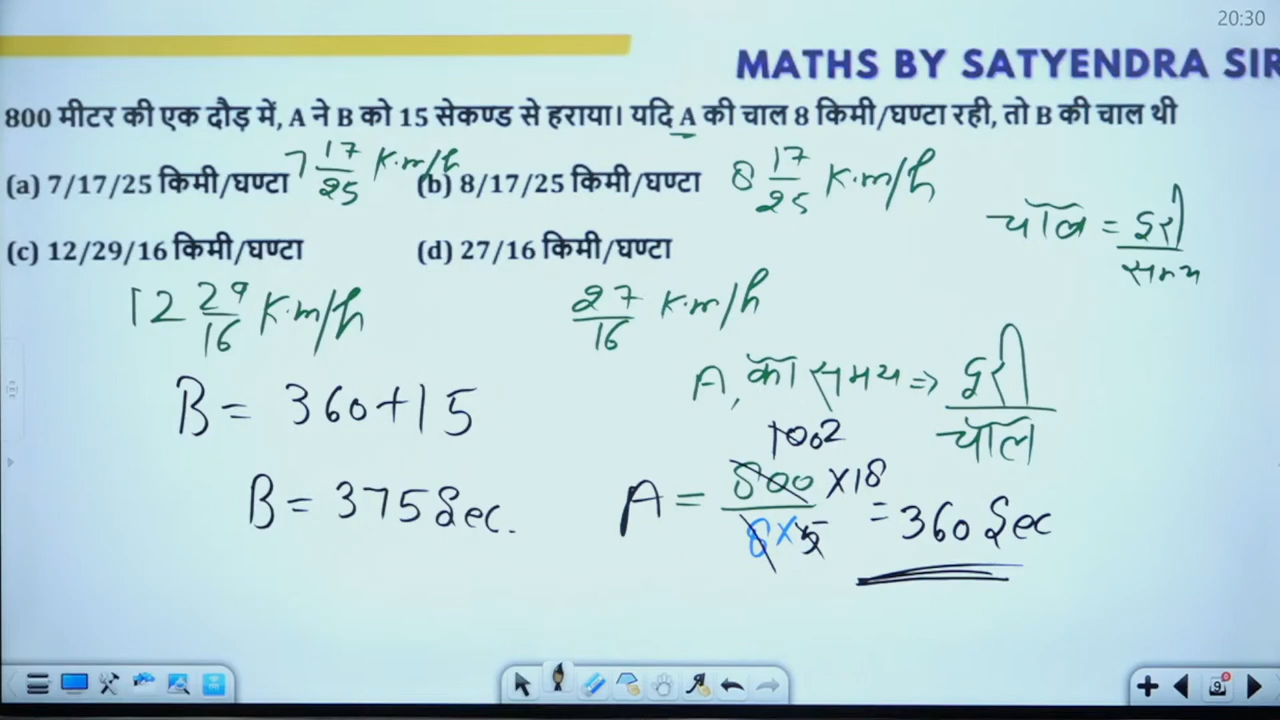 20:30
MATHS BY SATYENDRA SIR
800 मीटर की एक दौड़ में, A ने B को 15 सेकण्ड से हराया। यदि A की चाल 8 किमी/घण्टा रही, तो B की चाल थी
(a) 7/17/25 किमी/घण्टा 7 17/25 K.m/h (b) 8/17/25 किमी/घण्टा 8 17/25 K.m/h
चॉल = दुरी/समय
(c) 12/29/16 किमी/घण्टा (d) 27/16 किमी/घण्टा
12 29/16 K.m/h 27/16 K.m/h
A, का समय => दुरी/चॉल
B = 360+15
100 2
A = 800/8×5 ×18 = 360 Sec
B = 375 Sec.
9